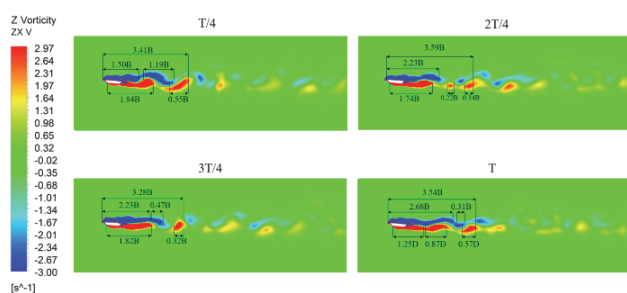 Z Vorticity
ZX V
2.97
2.64
2.31
1.97
1.64
1.31
0.98
0.65
0.32
-0.02
-0.35
-0.68
-1.01
-1.34
-1.67
-2.01
-2.34
-2.67
-3.00
[s^-1]
T/4
3.41B
1.50B 1.19B
1.84B 0.55B
2T/4
3.59B
2.23B
1.74B 0.22B 0.34B
3T/4
3.28B
2.23B 0.47B
1.82B 0.32B
T
3.54B
2.68B 0.31B
1.25D 0.87D 0.57D